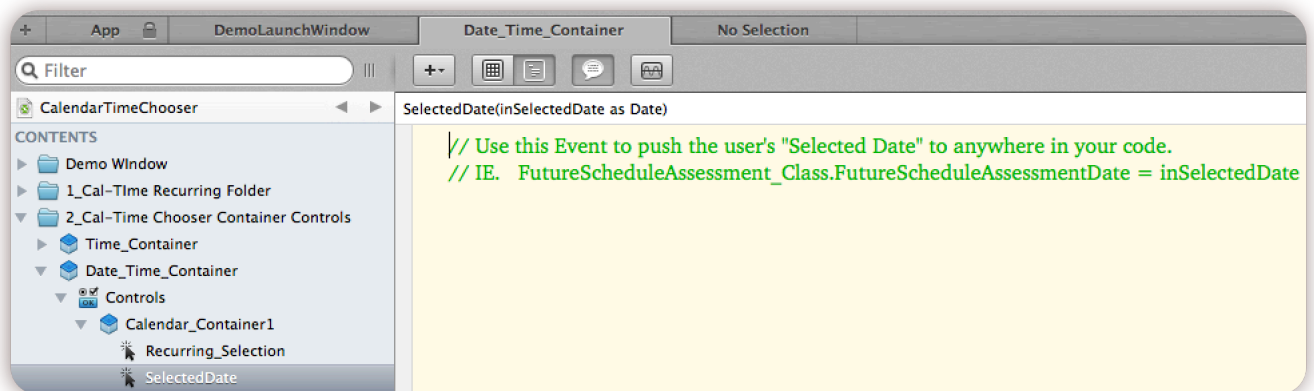 App
DemoLaunchWindow
Date_Time_Container
No Selection
Filter
CalendarTimeChooser
SelectedDate(inSelectedDate as Date)
CONTENTS
Demo WIndow
1_Cal-TIme Recurring Folder
2_Cal-Time Chooser Container Controls
Time_Container
Date_Time_Container
Controls
Calendar_Container1
Recurring_Selection
SelectedDate
// Use this Event to push the user's "Selected Date" to anywhere in your code.
// IE. FutureScheduleAssessment_Class.FutureScheduleAssessmentDate = inSelectedDate